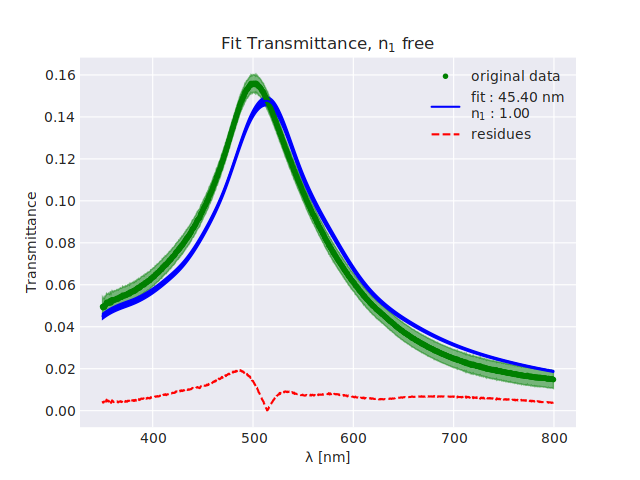 Fit Transmittance, n₁ free
0.16
0.14
0.12
0.10
0.08
0.06
0.04
0.02
0.00
Transmittance
original data
fit : 45.40 nm
n₁ : 1.00
residues
400 500 600 700 800
λ [nm]